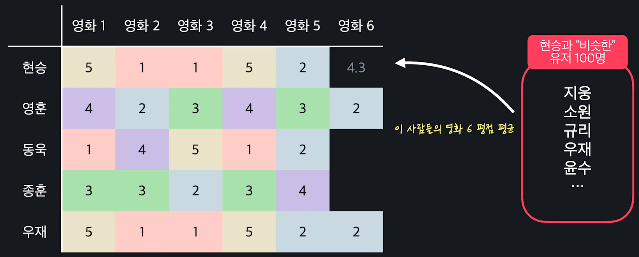 영화 1 영화 2 영화 3 영화 4 영화 5 영화 6
현승 5 1 1 5 2 4.3
영훈 4 2 3 4 3 2
동욱 1 4 5 1 2
종훈 3 3 2 3 4
우재 5 1 1 5 2 2
이 사람들의 영화 6 평점 평균
현승과 "비슷한"
유저 100명
지웅
소원
규리
우재
윤수
...